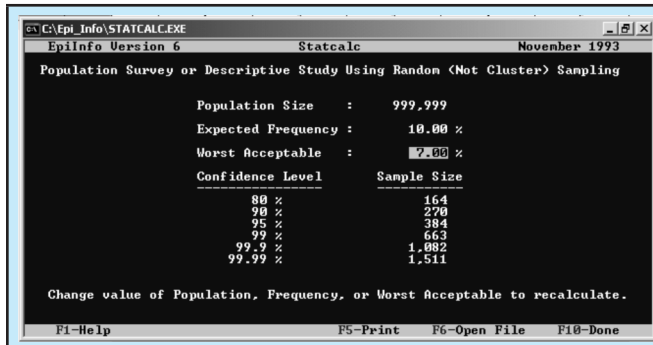 C:\Epi_Info\STATCALC.EXE
EpiInfo Version 6 Statcalc November 1993
Population Survey or Descriptive Study Using Random (Not Cluster) Sampling
Population Size : 999,999
Expected Frequency : 10.00 %
Worst Acceptable : 7.00 %
Confidence Level Sample Size
80 % 164
90 % 270
95 % 384
99 % 663
99.9 % 1,082
99.99 % 1,511
Change value of Population, Frequency, or Worst Acceptable to recalculate.
F1-Help F5-Print F6-Open File F10-Done